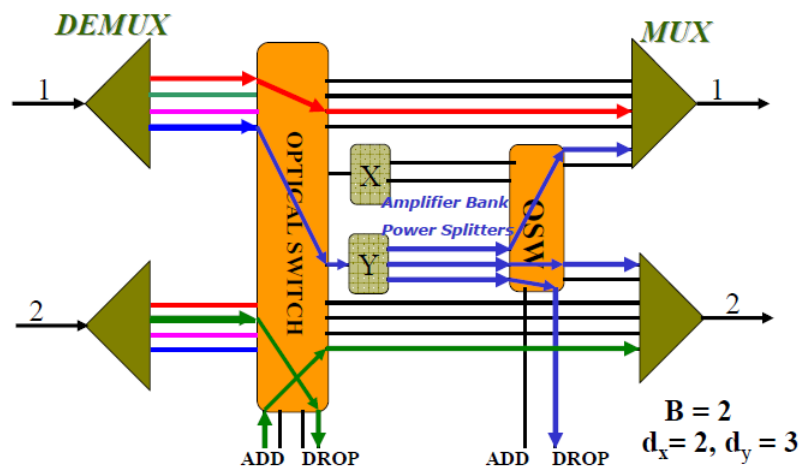 DEMUX
MUX
1
1
OPTICAL SWITCH
X
Amplifier Bank
Power Splitters
OSW
Y
2
2
B = 2
dx= 2, dy = 3
ADD DROP
ADD DROP